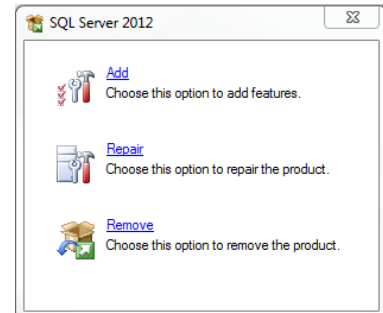 SQL Server 2012
Add
Choose this option to add features.
Repair
Choose this option to repair the product.
Remove
Choose this option to remove the product.